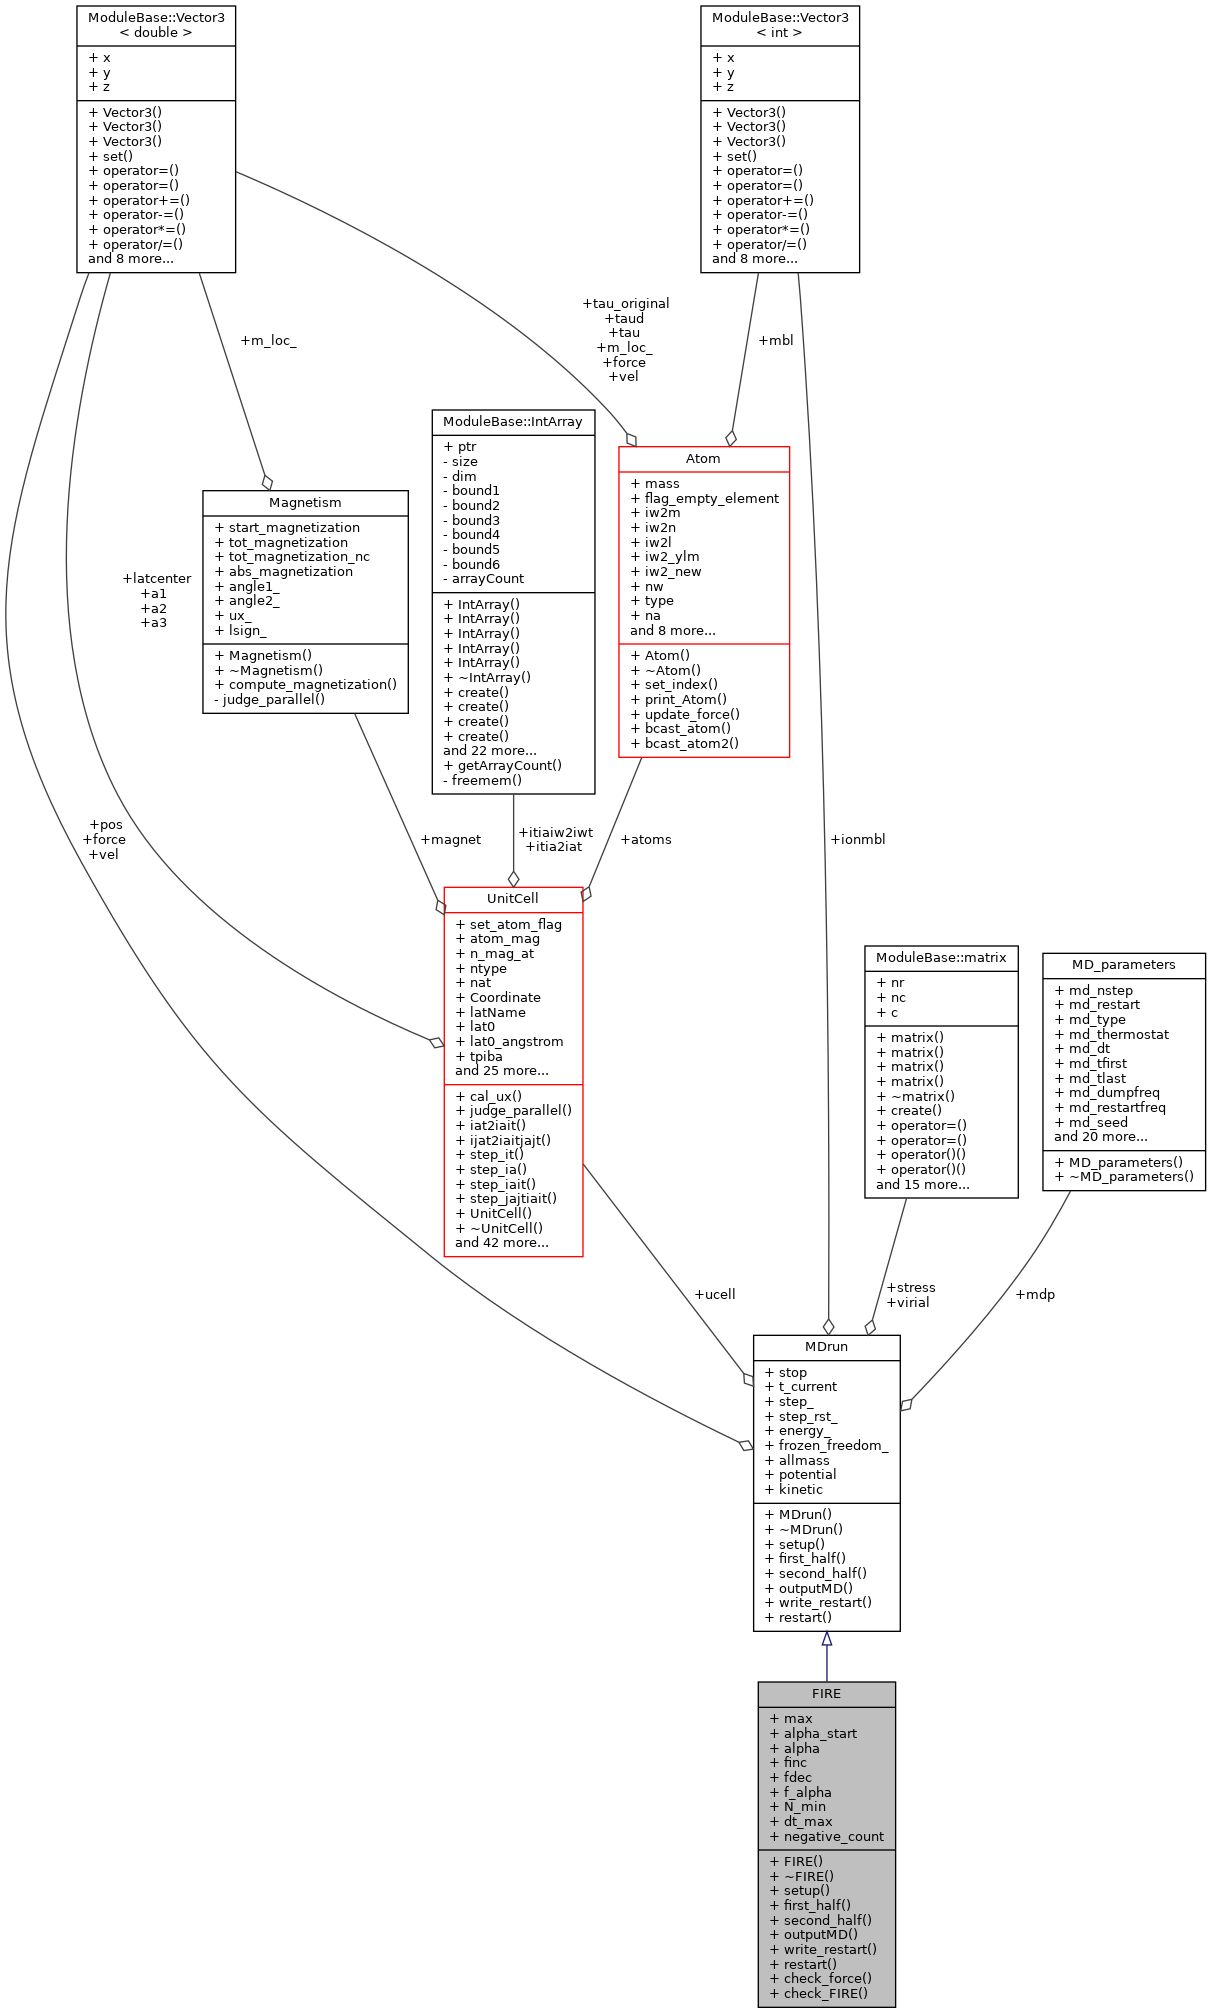 ModuleBase::Vector3
< double >
+ x
+ y
+ z
+ Vector3()
+ Vector3()
+ Vector3()
+ set()
+ operator=()
+ operator=()
+ operator+=()
+ operator-=()
+ operator*=()
+ operator/=()
and 8 more...
ModuleBase::Vector3
< int >
+ x
+ y
+ z
+ Vector3()
+ Vector3()
+ Vector3()
+ set()
+ operator=()
+ operator=()
+ operator+=()
+ operator-=()
+ operator*=()
+ operator/=()
and 8 more...
+tau_original
+taud
+tau
+m_loc_
+force
+vel
+m_loc_
+mbl
ModuleBase::IntArray
+ ptr
- size
- dim
- bound1
- bound2
- bound3
- bound4
- bound5
- bound6
- arrayCount
+ IntArray()
+ IntArray()
+ IntArray()
+ IntArray()
+ IntArray()
+ ~IntArray()
+ create()
+ create()
+ create()
+ create()
and 22 more...
+ getArrayCount()
- freemem()
Atom
+ mass
+ flag_empty_element
+ iw2m
+ iw2n
+ iw2l
+ iw2_ylm
+ iw2_new
+ nw
+ type
+ na
and 8 more...
+ Atom()
+ ~Atom()
+ set_index()
+ print_Atom()
+ update_force()
+ bcast_atom()
+ bcast_atom2()
Magnetism
+ start_magnetization
+ tot_magnetization
+ tot_magnetization_nc
+ abs_magnetization
+ angle1_
+ angle2_
+ ux_
+ lsign_
+ Magnetism()
+ ~Magnetism()
+ compute_magnetization()
- judge_parallel()
+latcenter
+a1
+a2
+a3
+pos
+force
+vel
+magnet
+itiaiw2iwt
+itia2iat
+atoms
+ionmbl
UnitCell
+ set_atom_flag
+ atom_mag
+ n_mag_at
+ ntype
+ nat
+ Coordinate
+ latName
+ lat0
+ lat0_angstrom
+ tpiba
and 25 more...
+ cal_ux()
+ judge_parallel()
+ iat2iait()
+ ijat2iaitjajt()
+ step_it()
+ step_ia()
+ step_iait()
+ step_jajtiait()
+ UnitCell()
+ ~UnitCell()
and 42 more...
ModuleBase::matrix
+ nr
+ nc
+ c
+ matrix()
+ matrix()
+ matrix()
+ matrix()
+ ~matrix()
+ create()
+ operator=()
+ operator=()
+ operator()()
+ operator()()
and 15 more...
MD_parameters
+ md_nstep
+ md_restart
+ md_type
+ md_thermostat
+ md_dt
+ md_tfirst
+ md_tlast
+ md_dumpfreq
+ md_restartfreq
+ md_seed
and 20 more...
+ MD_parameters()
+ ~MD_parameters()
+ucell
+stress
+virial
+mdp
MDrun
+ stop
+ t_current
+ step_
+ step_rst_
+ energy_
+ frozen_freedom_
+ allmass
+ potential
+ kinetic
+ MDrun()
+ ~MDrun()
+ setup()
+ first_half()
+ second_half()
+ outputMD()
+ write_restart()
+ restart()
FIRE
+ max
+ alpha_start
+ alpha
+ finc
+ fdec
+ f_alpha
+ N_min
+ dt_max
+ negative_count
+ FIRE()
+ ~FIRE()
+ setup()
+ first_half()
+ second_half()
+ outputMD()
+ write_restart()
+ restart()
+ check_force()
+ check_FIRE()